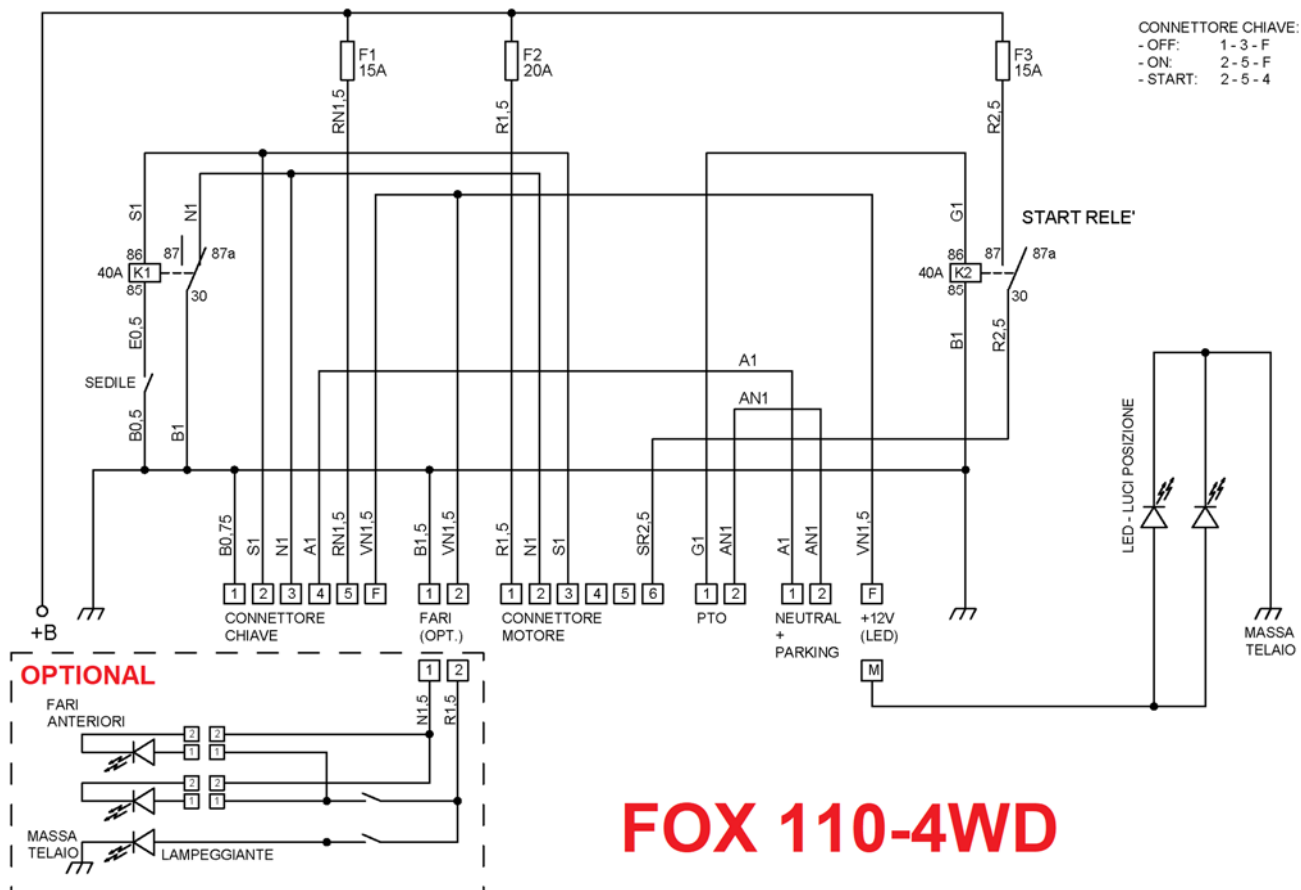 CONNETTORE CHIAVE:
- OFF: 1 - 3 - F
- ON: 2 - 5 - F
- START: 2 - 5 - 4
F1
15A
F2
20A
F3
15A
RN1,5
R1,5
R2,5
S1
N1
86
87
87a
40A
K1
85
30
E0,5
SEDILE
B0,5
B1
G1
START RELE'
86
87
87a
40A
K2
85
30
B1
R2,5
A1
AN1
LED - LUCI POSIZIONE
B0,75
S1
N1
A1
RN1,5
VN1,5
B1,5
VN1,5
R1,5
N1
S1
SR2,5
G1
AN1
A1
AN1
VN1,5
1 2 3 4 5 F
1 2
1 2 3 4 5 6
1 2
1 2
F
+B
CONNETTORE
CHIAVE
FARI
(OPT.)
CONNETTORE
MOTORE
PTO
NEUTRAL
+
PARKING
+12V
(LED)
M
MASSA
TELAIO
OPTIONAL
1 2
N1,5
R1,5
FARI
ANTERIORI
2 2
1 1
2 2
1 1
MASSA
TELAIO
LAMPEGGIANTE
FOX 110-4WD